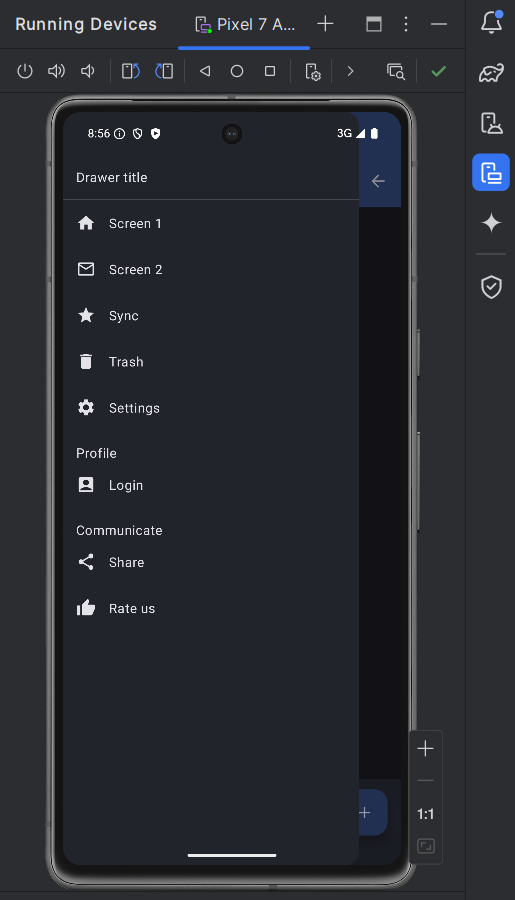 Running Devices
Pixel 7 A...
8:56
3G
Drawer title
Screen 1
Screen 2
Sync
Trash
Settings
Profile
Login
Communicate
Share
Rate us
1:1